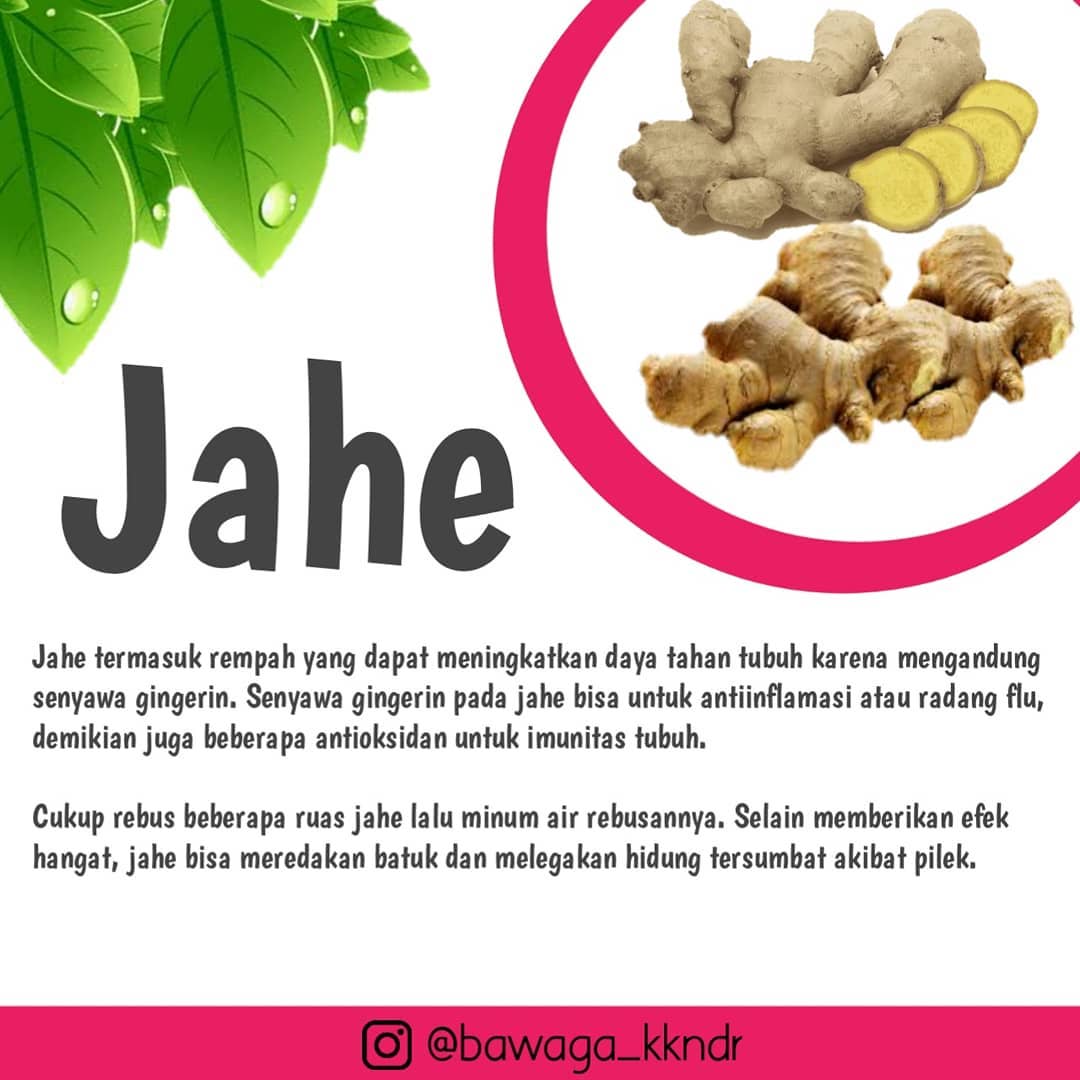 Jahe
Jahe termasuk rempah yang dapat meningkatkan daya tahan tubuh karena mengandung
senyawa gingerin. Senyawa gingerin pada jahe bisa untuk antiinflamasi atau radang flu,
demikian juga beberapa antioksidan untuk imunitas tubuh.
Cukup rebus beberapa ruas jahe lalu minum air rebusannya. Selain memberikan efek
hangat, jahe bisa meredakan batuk dan melegakan hidung tersumbat akibat pilek.
@bawaga_kkndr